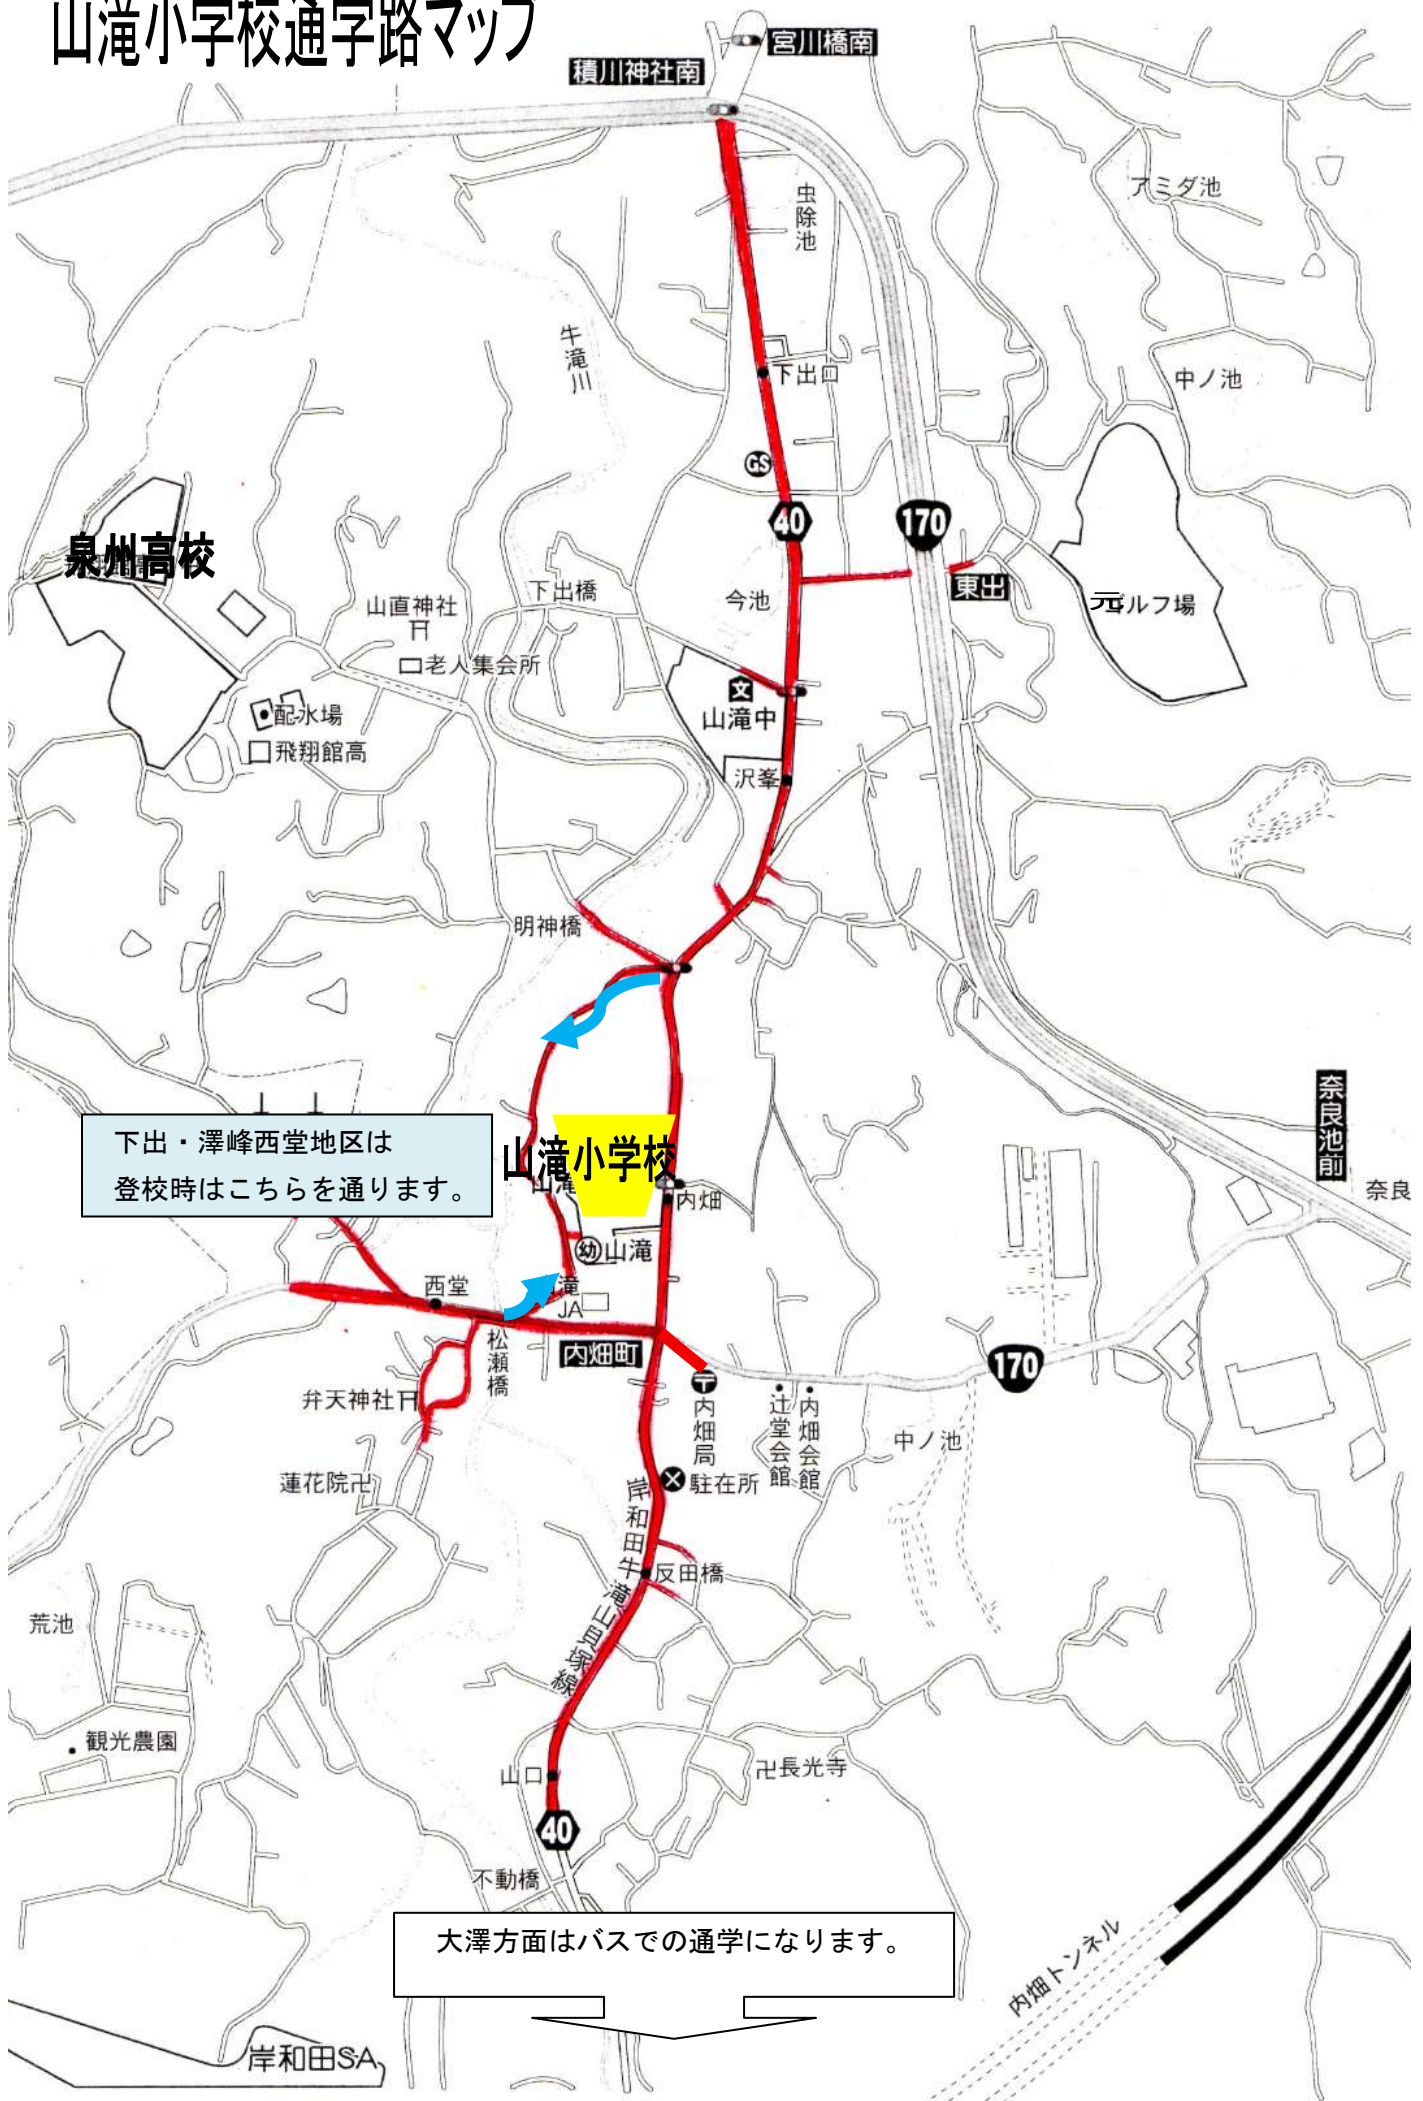 山滝小学校通学路マップ
宮川橋南
積川神社南
虫除池
アミダ池
牛滝川
下出口
中ノ池
GS
40
170
泉州高校
下出橋
今池
東出
元ゴルフ場
山直神社
老人集会所
文
山滝中
配水場
飛翔館高
沢峯
明神橋
奈良池前
下出・澤峰西堂地区は
登校時はこちらを通ります。
山滝小学校
山滝
内畑
奈良
幼山滝
西堂
滝
JA
松瀬橋
内畑町
170
弁天神社
内畑局
辻堂会館
内畑会館
中ノ池
蓮花院卍
駐在所
岸和田牛滝山貝塚線
反田橋
荒池
観光農園
山口
卍長光寺
40
不動橋
大澤方面はバスでの通学になります。
内畑トンネル
岸和田SA